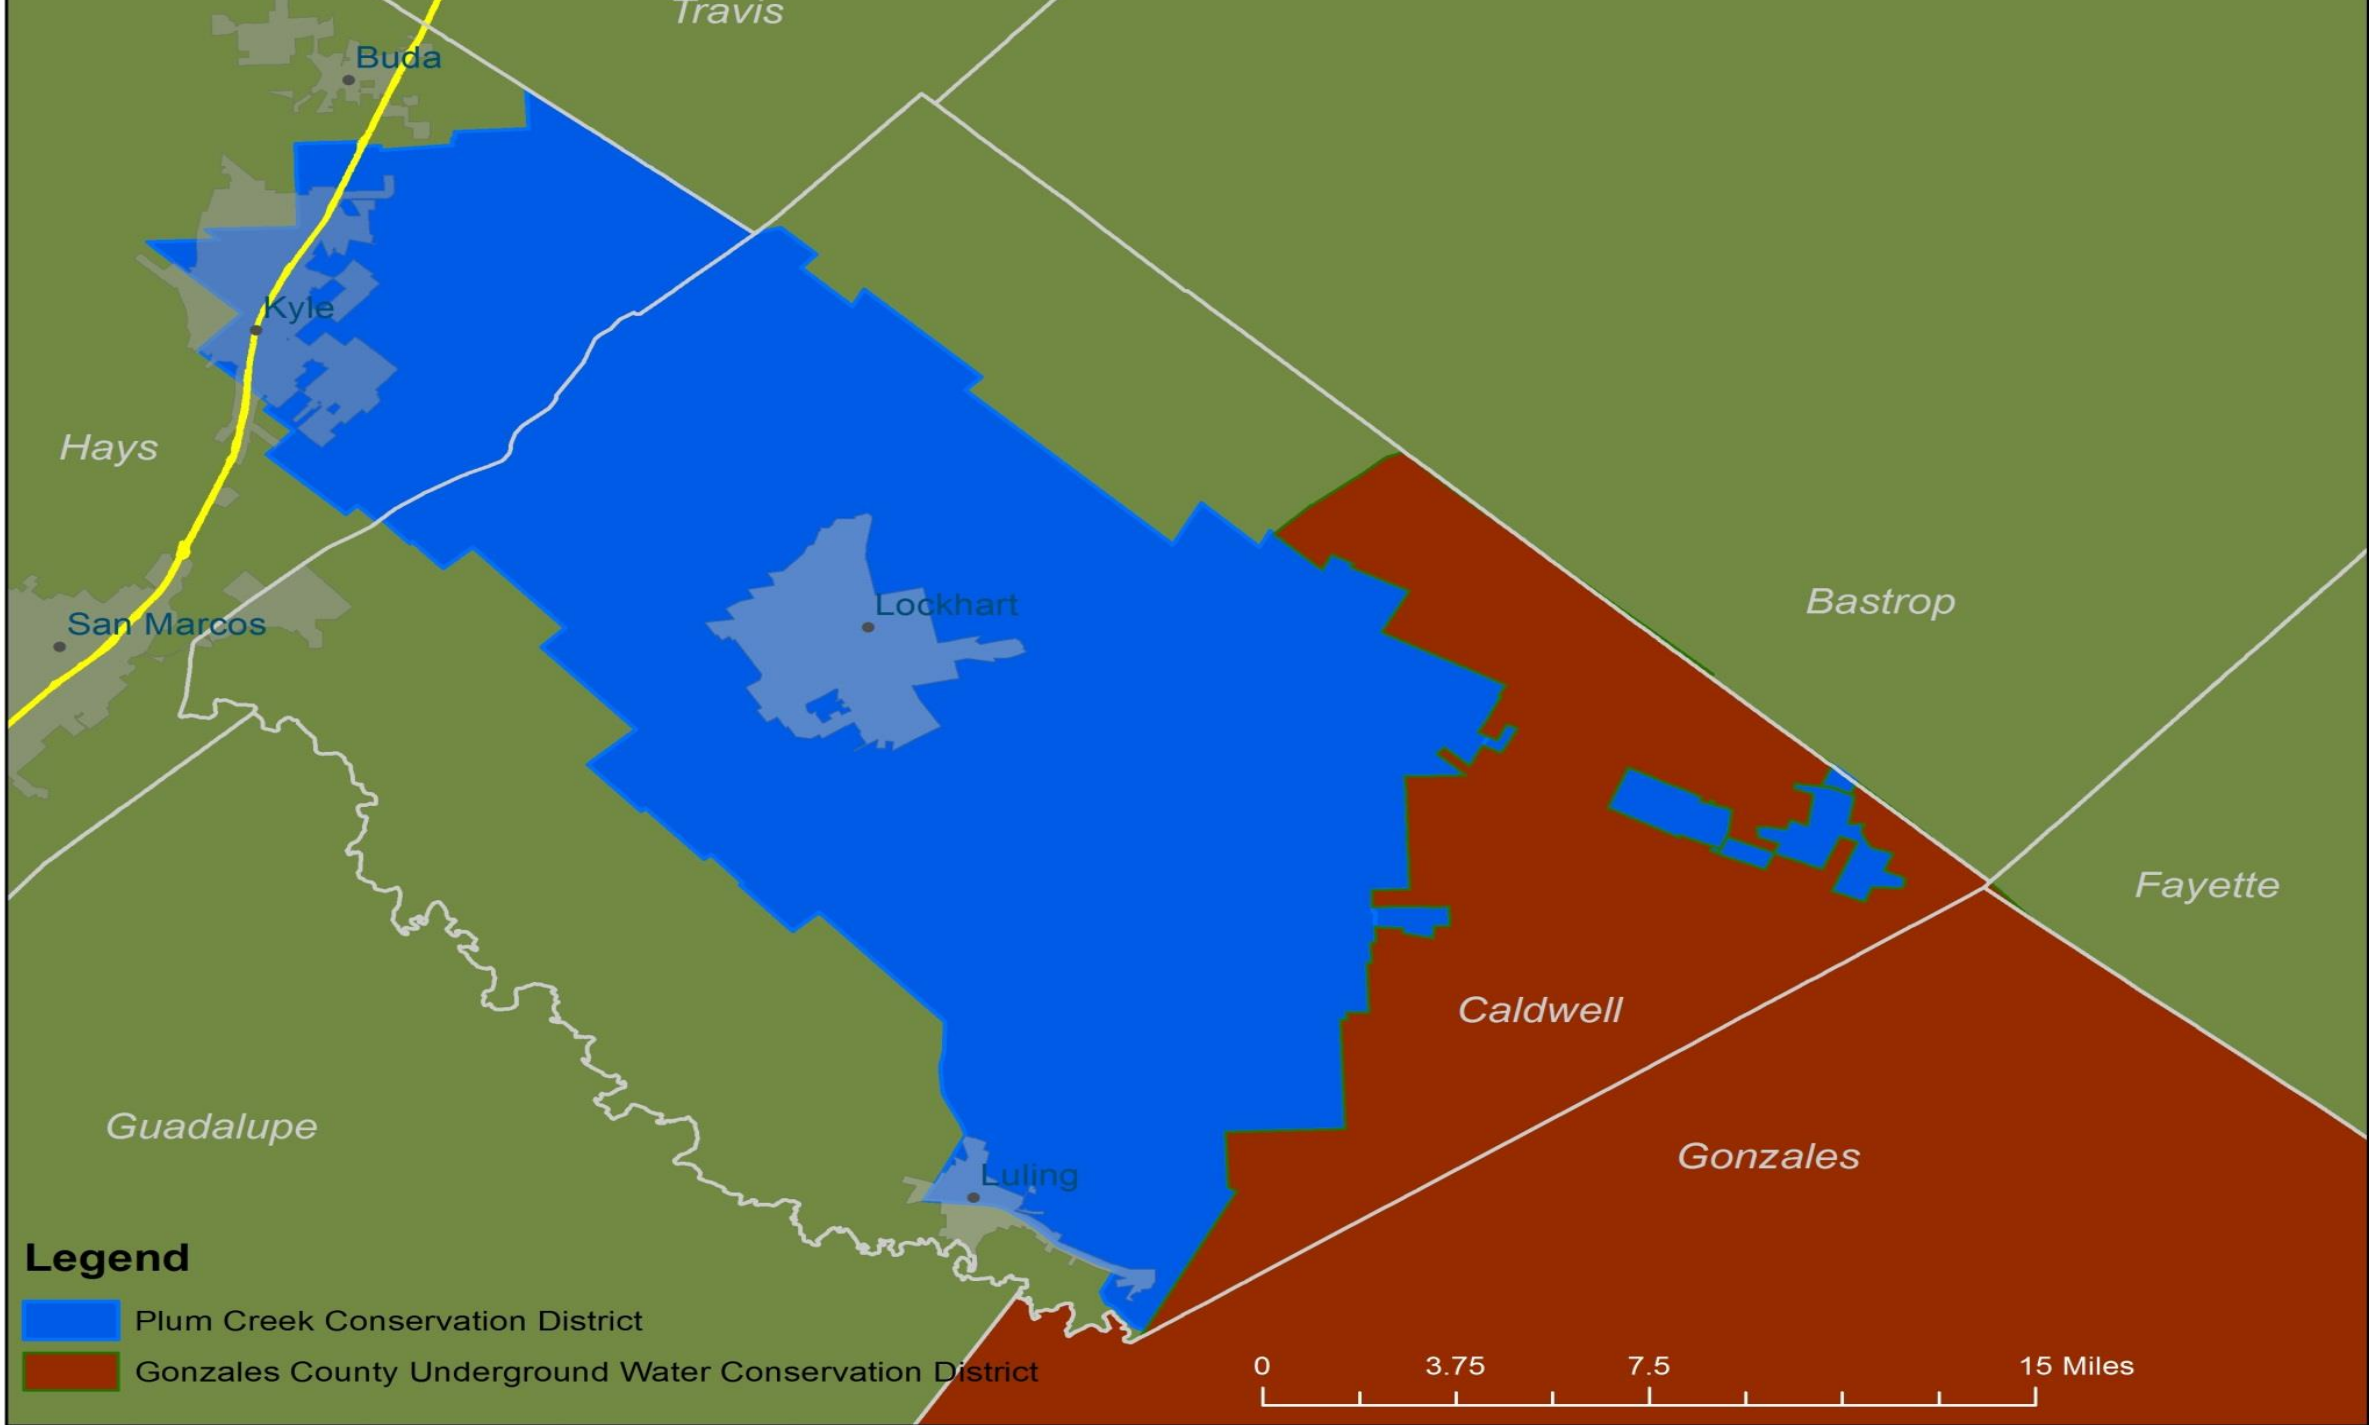 Travis
Buda
Kyle
Hays
Lockhart
San Marcos
Bastrop
Fayette
Caldwell
Guadalupe
Gonzales
Luling
Legend
Plum Creek Conservation District
Gonzales County Underground Water Conservation District
0 3.75 7.5 15 Miles